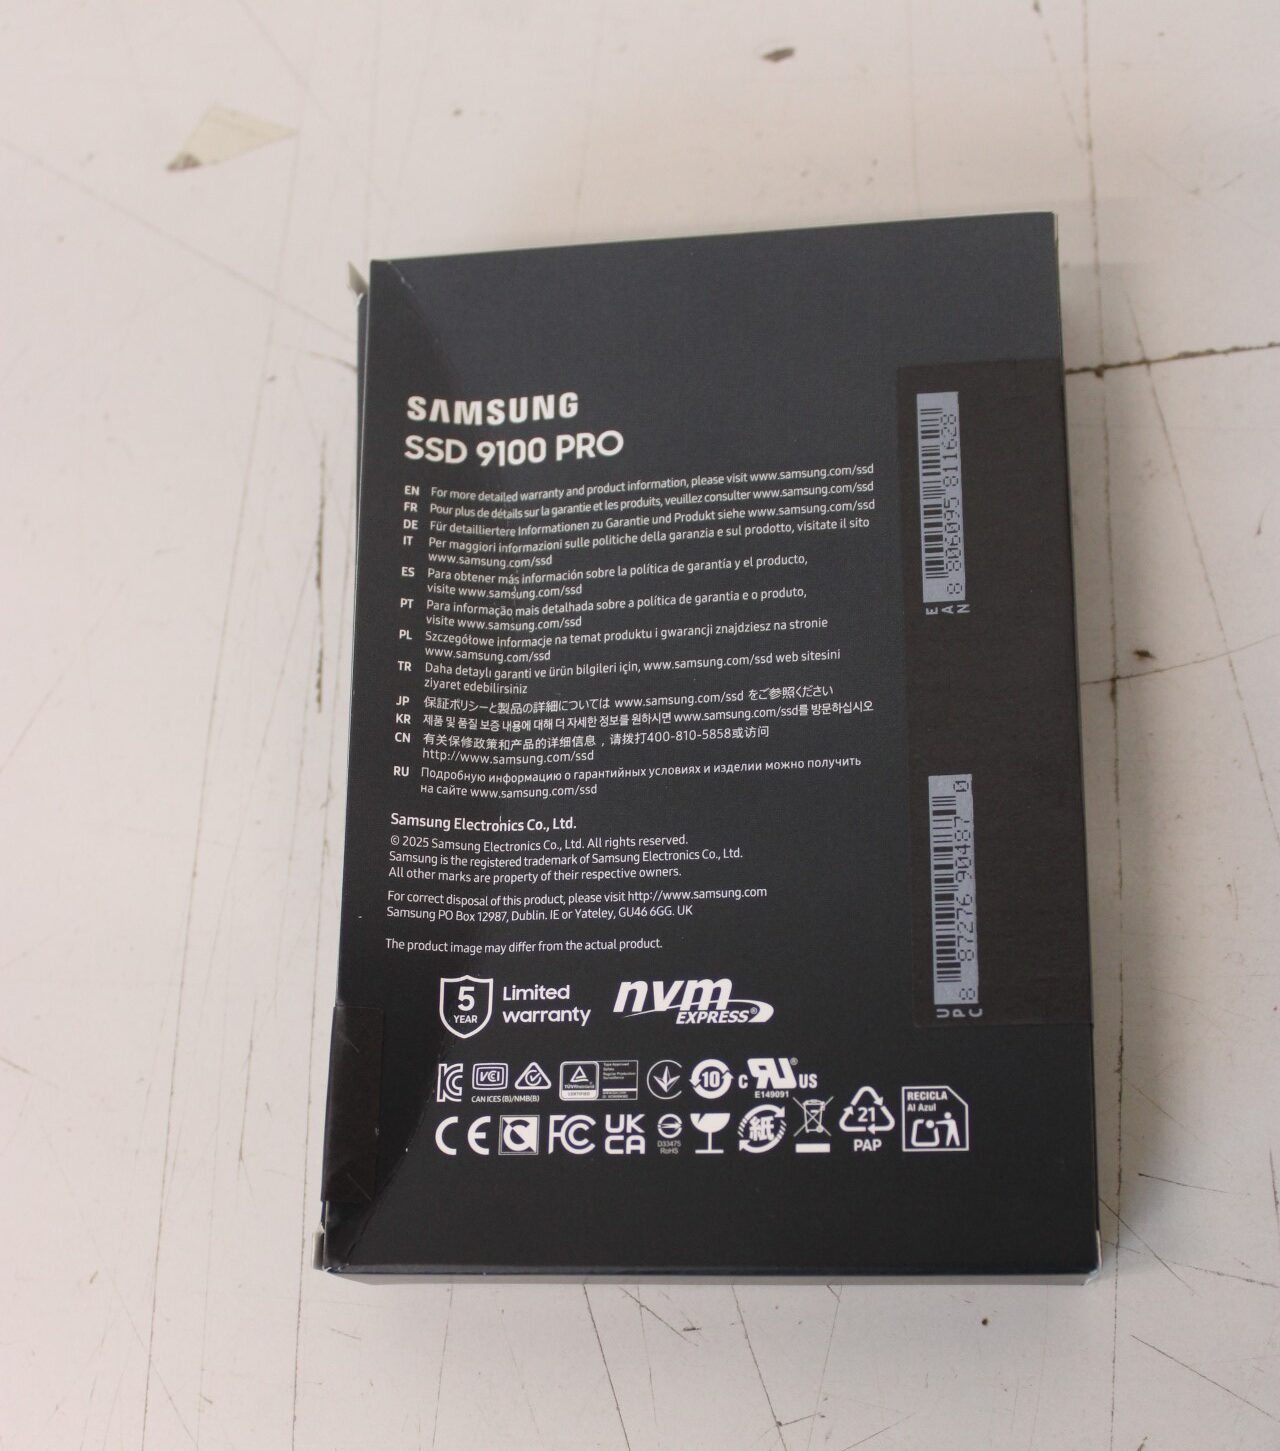 SAMSUNG
SSD 9100 PRO
EN For more detailed warranty and product information, please visit www.samsung.com/ssd
FR Pour plus de détails sur la garantie et les produits, veuillez consulter www.samsung.com/ssd
DE Für detailliertere Informationen zu Garantie und Produkt siehe www.samsung.com/ssd
IT Per maggiori informazioni sulle politiche della garanzia e sul prodotto, visitate il sito
www.samsung.com/ssd
ES Para obtener más información sobre la política de garantía y el producto,
visite www.samsung.com/ssd
PT Para informação mais detalhada sobre a política de garantia e o produto,
visite www.samsung.com/ssd
PL Szczegółowe informacje na temat produktu i gwarancji znajdziesz na stronie
www.samsung.com/ssd
TR Daha detaylı garanti ve ürün bilgileri için, www.samsung.com/ssd web sitesini
ziyaret edebilirsiniz
JP 保証ポリシーと製品の詳細については www.samsung.com/ssd をご参照ください
KR 제품 및 품질 보증 내용에 대해 더 자세한 정보를 원하시면 www.samsung.com/ssd를 방문하십시오
CN 有关保修政策和产品的详细信息，请拨打400-810-5858或访问
http://www.samsung.com/ssd
RU Подробную информацию о гарантийных условиях и изделии можно получить
на сайте www.samsung.com/ssd
Samsung Electronics Co., Ltd.
© 2025 Samsung Electronics Co., Ltd. All rights reserved.
Samsung is the registered trademark of Samsung Electronics Co., Ltd.
All other marks are property of their respective owners.
For correct disposal of this product, please visit http://www.samsung.com
Samsung PO Box 12987, Dublin. IE or Yateley, GU46 6GG. UK
The product image may differ from the actual product.
5 YEAR
Limited
warranty
nvm
EXPRESS®
VCI
CAN ICES (B)/NMB(B)
TÜVRheinland
CERTIFIED
10
c RU® US
E149091
CE
FC
UK
CA
D33475
RoHS
紙
21
PAP
RECICLA
Al Azul
EAN
8 806095 811628
UPC
8 87276 90487 0